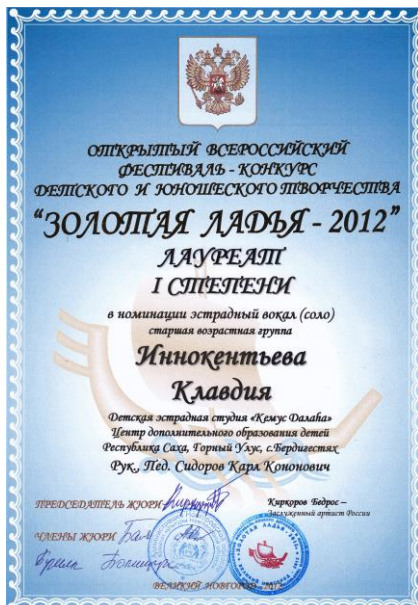 ОТКРЫТЫЙ ВСЕРОССИЙСКИЙ
ФЕСТИВАЛЬ - КОНКУРС
ДЕТСКОГО И ЮНОШЕСКОГО ТВОРЧЕСТВА
"ЗОЛОТАЯ ЛАДЬЯ - 2012"
ЛАУРЕАТ
I СТЕПЕНИ
в номинации эстрадный вокал (соло)
старшая возрастная группа
Иннокентьева
Клавдия
Детская эстрадная студия «Кемус Далаhа»
Центр дополнительного образования детей
Республика Саха, Горный Улус, с.Бердигестях
Рук., Пед. Сидоров Карл Кононович
ПРЕДСЕДАТЕЛЬ ЖЮРИ
Киркоров Бедрос –
Заслуженный артист России
ЧЛЕНЫ ЖЮРИ
ВЕЛИКИЙ НОВГОРОД 2012